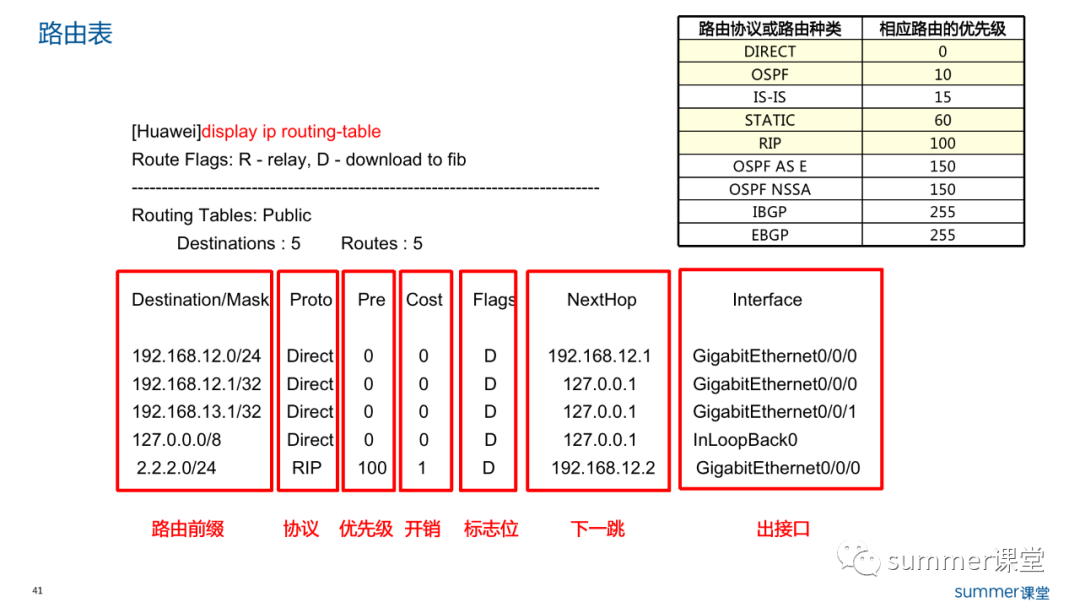 路由表
路由协议或路由种类 相应路由的优先级
DIRECT 0
OSPF 10
IS-IS 15
STATIC 60
RIP 100
OSPF AS E 150
OSPF NSSA 150
IBGP 255
EBGP 255
[Huawei]display ip routing-table
Route Flags: R - relay, D - download to fib
------------------------------------------------------------------------------
Routing Tables: Public
Destinations : 5 Routes : 5
Destination/Mask Proto Pre Cost Flags NextHop Interface
192.168.12.0/24 Direct 0 0 D 192.168.12.1 GigabitEthernet0/0/0
192.168.12.1/32 Direct 0 0 D 127.0.0.1 GigabitEthernet0/0/0
192.168.13.1/32 Direct 0 0 D 127.0.0.1 GigabitEthernet0/0/1
127.0.0.0/8 Direct 0 0 D 127.0.0.1 InLoopBack0
2.2.2.0/24 RIP 100 1 D 192.168.12.2 GigabitEthernet0/0/0
路由前缀 协议 优先级 开销 标志位 下一跳 出接口
summer课堂
41
summer课堂